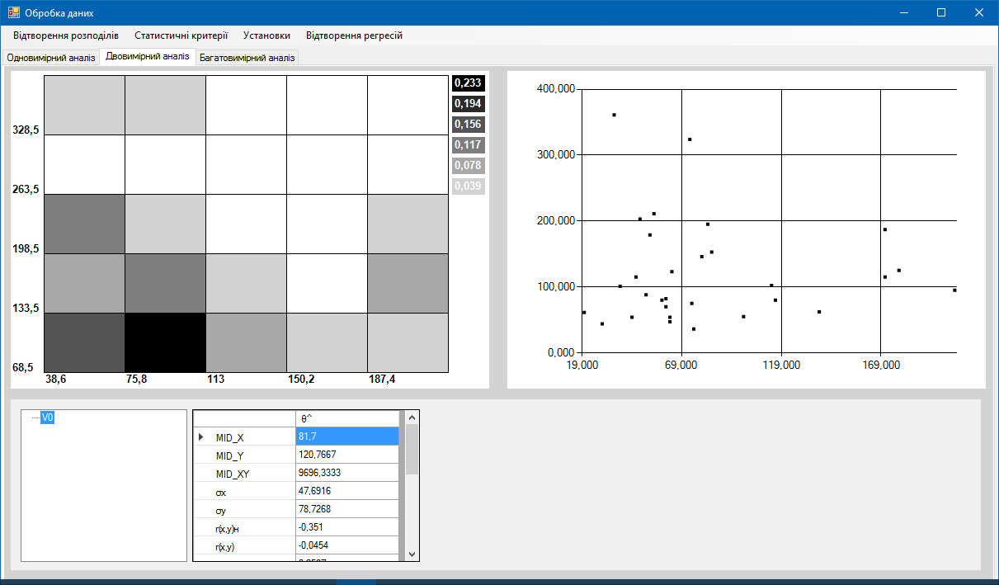 Обробка даних
Відтворення розподілів Статистичні критерії Установки Відтворення регресій
Одновимірний аналіз Двовимірний аналіз Багатовимірний аналіз
328,5
263,5
198,5
133,5
68,5
38,6 75,8 113 150,2 187,4
0,233
0,194
0,156
0,117
0,078
0,039
400,000
300,000
200,000
100,000
0,000
19,000 69,000 119,000 169,000
V0
θ^
MID_X 81,7
MID_Y 120,7667
MID_XY 9696,3333
σx 47,6916
σy 78,7268
r(x,y)н -0,351
r(x,y) -0,0454